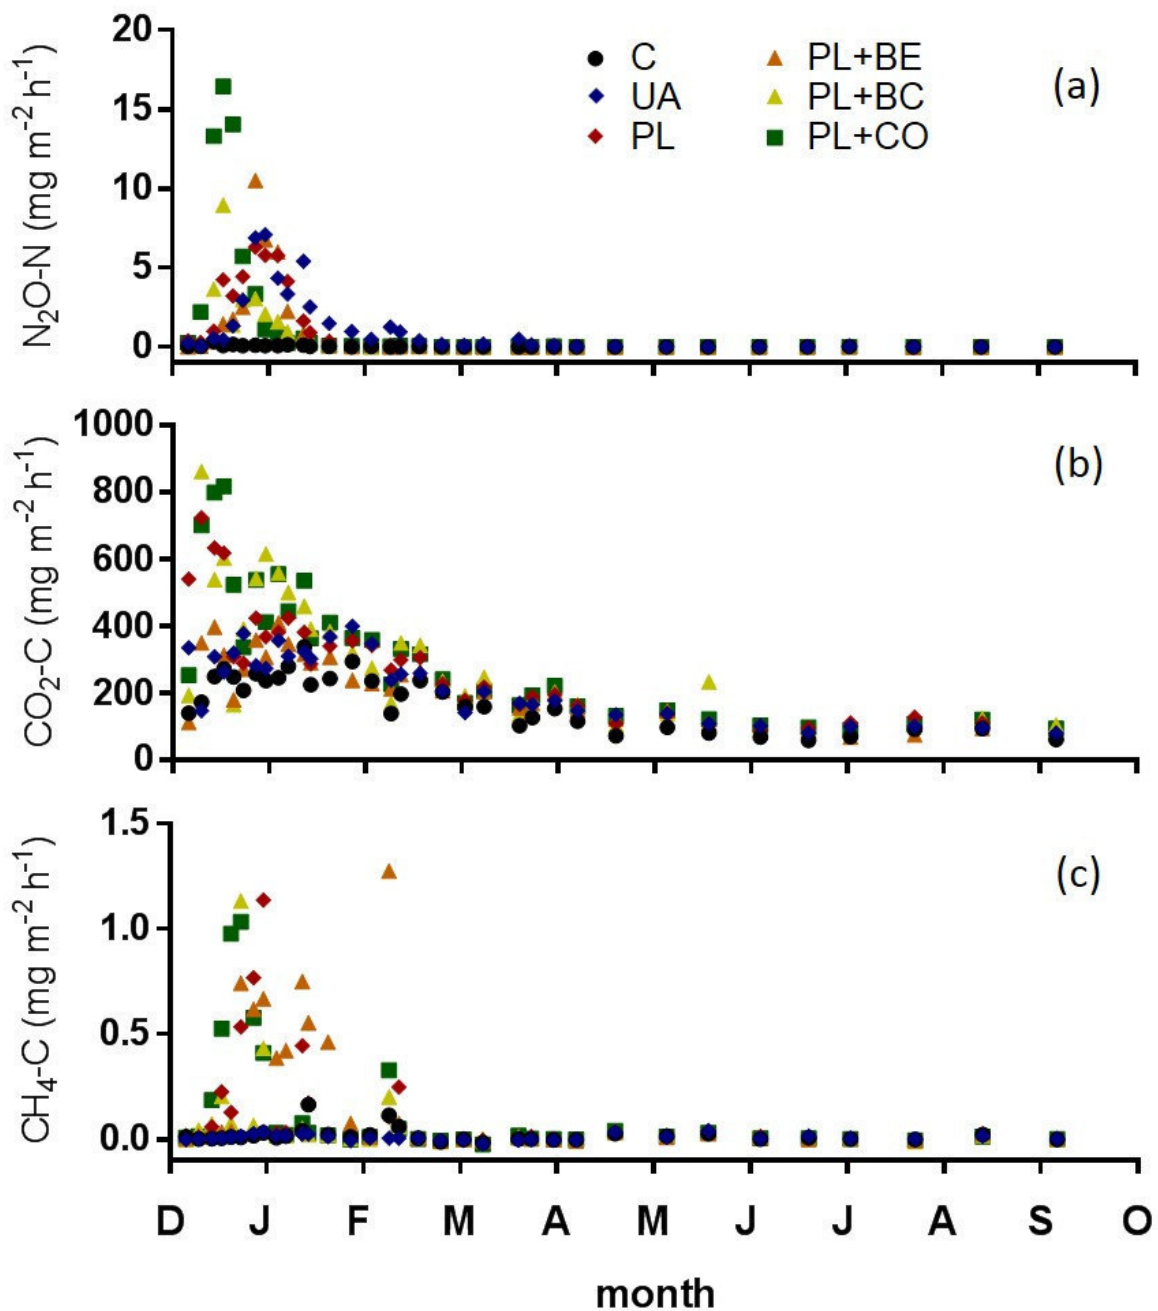 20
15
10
5
0
N₂O-N (mg m⁻² h⁻¹)
C
UA
PL
PL+BE
PL+BC
PL+CO
(a)
1000
800
600
400
200
0
CO₂-C (mg m⁻² h⁻¹)
(b)
1.5
1.0
0.5
0.0
CH₄-C (mg m⁻² h⁻¹)
(c)
D J F M A M J J A S O
month